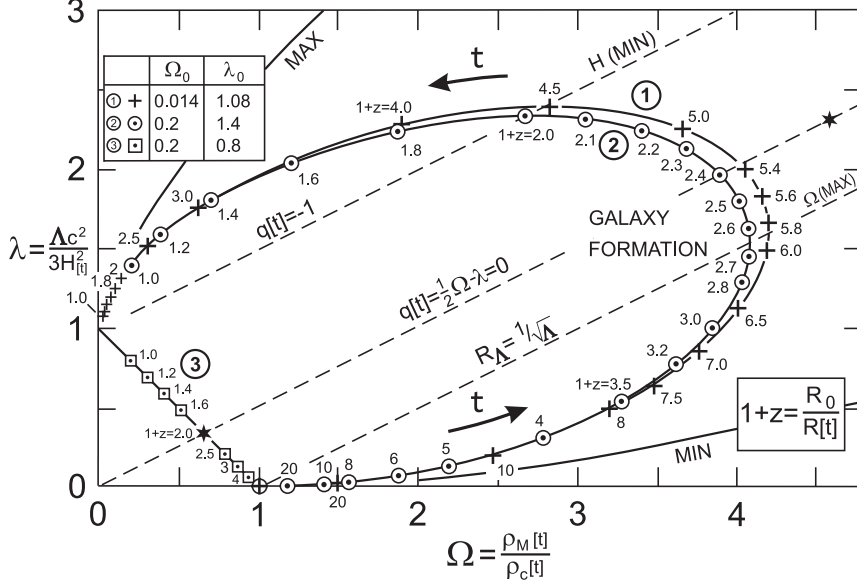 3
MAX
t
H (MIN)
Ω₀ λ₀
① + 0.014 1.08
② ⊙ 0.2 1.4
③ ⊡ 0.2 0.8
4.5
1
1+z=4.0
5.0
1+z=2.0
2.1
2
2.2
1.8
2.3
5.4
2
1.6
2.4
5.6
3.0
1.4
Ω(MAX)
2.5
q[t]=-1
GALAXY
FORMATION
2.5
1.2
2.6
5.8
λ=Λc²/3H²[t]
2
1.0
6.0
1.8
2.7
q[t]=½Ω-λ=0
2.8
1.0
6.5
1
3.0
R_Λ=1/√Λ
1.0
3
3.2
7.0
1.2
1.4
1+z=3.5
7.5
1.6
t
8
1+z=R₀/R[t]
1+z=2.0
4
2.5
5
MIN
3
6
10
4
20
10
8
20
0
0 1 2 3 4
Ω=ρ_M[t]/ρ_c[t]